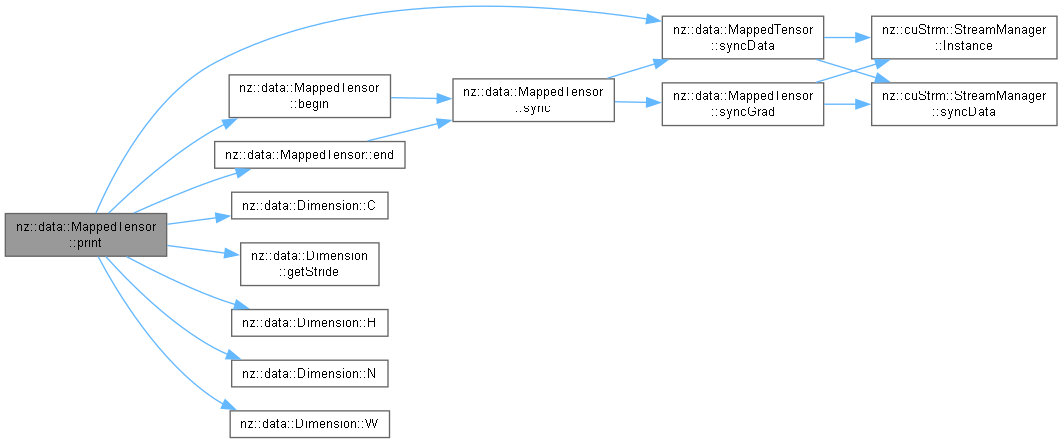 nz::data::MappedTensor
::print
nz::data::MappedTensor
::begin
nz::data::MappedTensor::end
nz::data::Dimension::C
nz::data::Dimension
::getStride
nz::data::Dimension::H
nz::data::Dimension::N
nz::data::Dimension::W
nz::data::MappedTensor
::sync
nz::data::MappedTensor
::syncData
nz::data::MappedTensor
::syncGrad
nz::cuStrm::StreamManager
::Instance
nz::cuStrm::StreamManager
::syncData